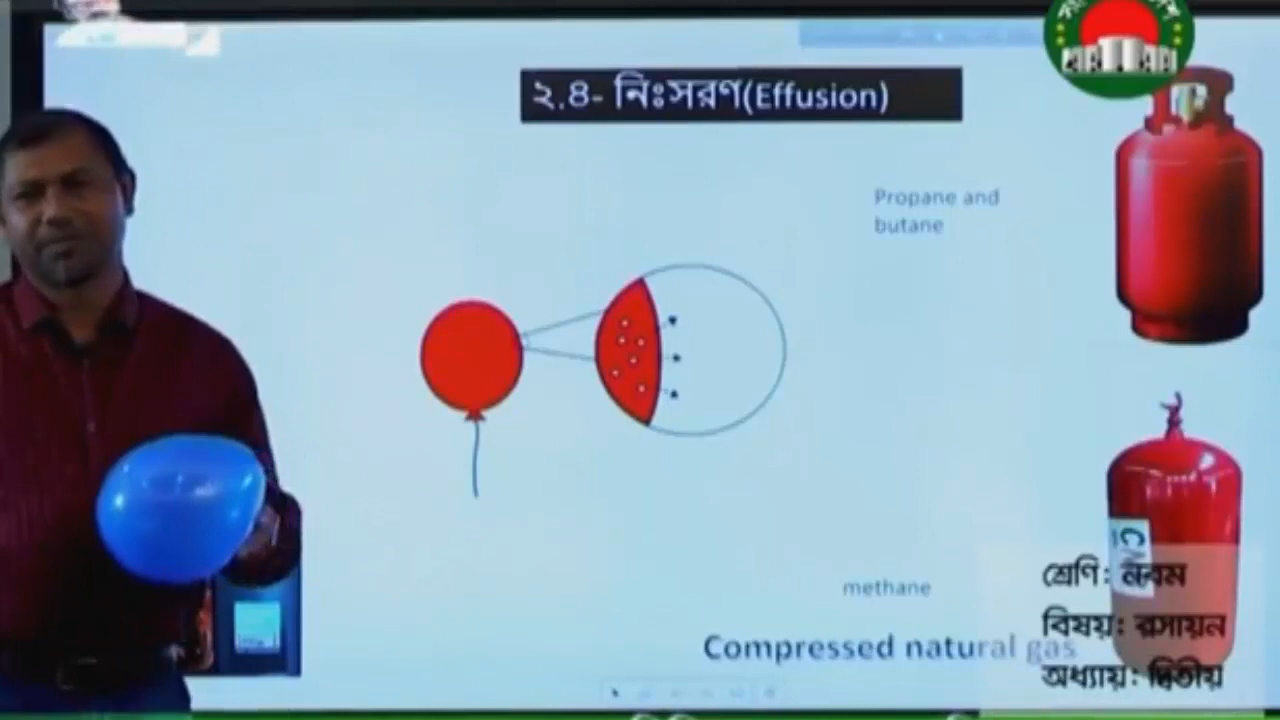 ২.৪- নিঃসরণ(Effusion)
Propane and
butane
methane
Compressed natural gas
শ্রেণি: নবম
বিষয়: রসায়ন
অধ্যায়: দ্বিতীয়